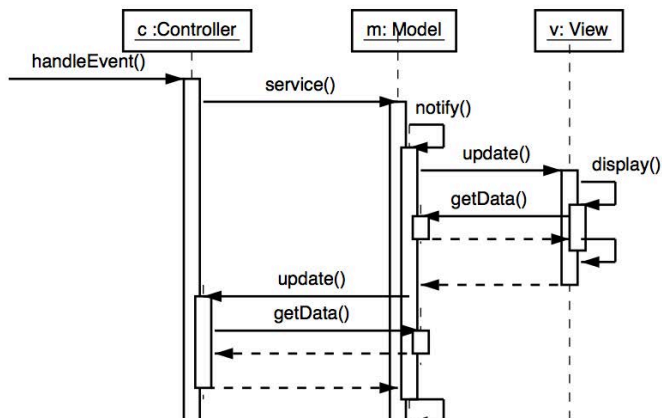 c :Controller
m: Model
v: View
handleEvent()
service()
notify()
update()
display()
getData()
update()
getData()